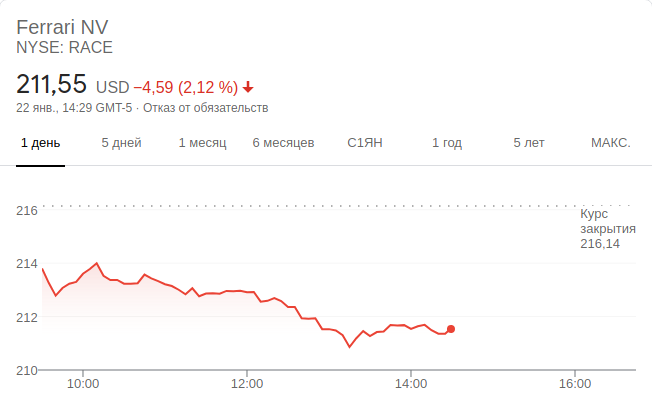 Ferrari NV
NYSE: RACE
211,55 USD −4,59 (2,12 %)
22 янв., 14:29 GMT-5 · Отказ от обязательств
1 день 5 дней 1 месяц 6 месяцев С1ЯН 1 год 5 лет МАКС.
216
Курс
закрытия
216,14
214
212
210
10:00 12:00 14:00 16:00